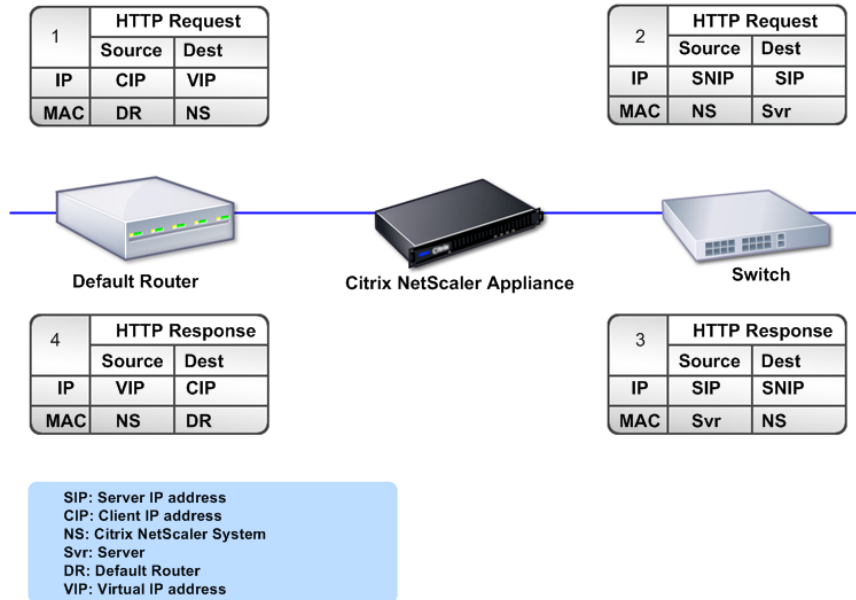 1
HTTP Request
Source Dest
IP CIP VIP
MAC DR NS
2
HTTP Request
Source Dest
IP SNIP SIP
MAC NS Svr
Default Router
Citrix NetScaler Appliance
Switch
4
HTTP Response
Source Dest
IP VIP CIP
MAC NS DR
3
HTTP Response
Source Dest
IP SIP SNIP
MAC Svr NS
SIP: Server IP address
CIP: Client IP address
NS: Citrix NetScaler System
Svr: Server
DR: Default Router
VIP: Virtual IP address